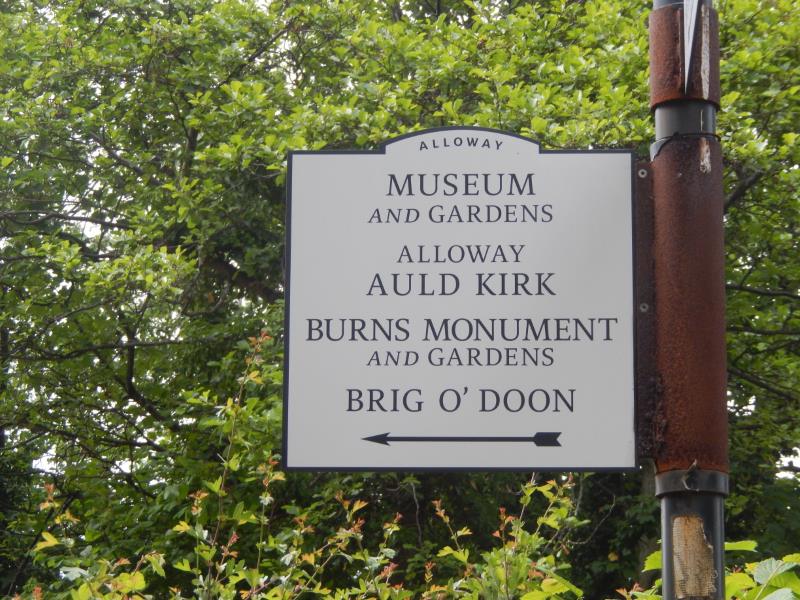 ALLOWAY
MUSEUM
AND GARDENS
ALLOWAY
AULD KIRK
BURNS MONUMENT
AND GARDENS
BRIG O' DOON